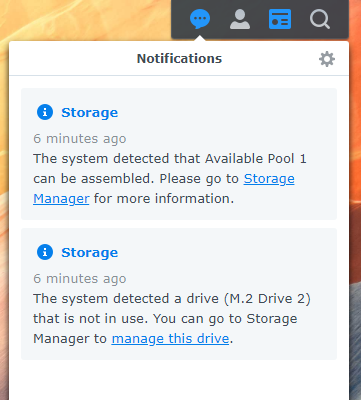 Notifications
Storage
6 minutes ago
The system detected that Available Pool 1
can be assembled. Please go to Storage
Manager for more information.
Storage
6 minutes ago
The system detected a drive (M.2 Drive 2)
that is not in use. You can go to Storage
Manager to manage this drive.